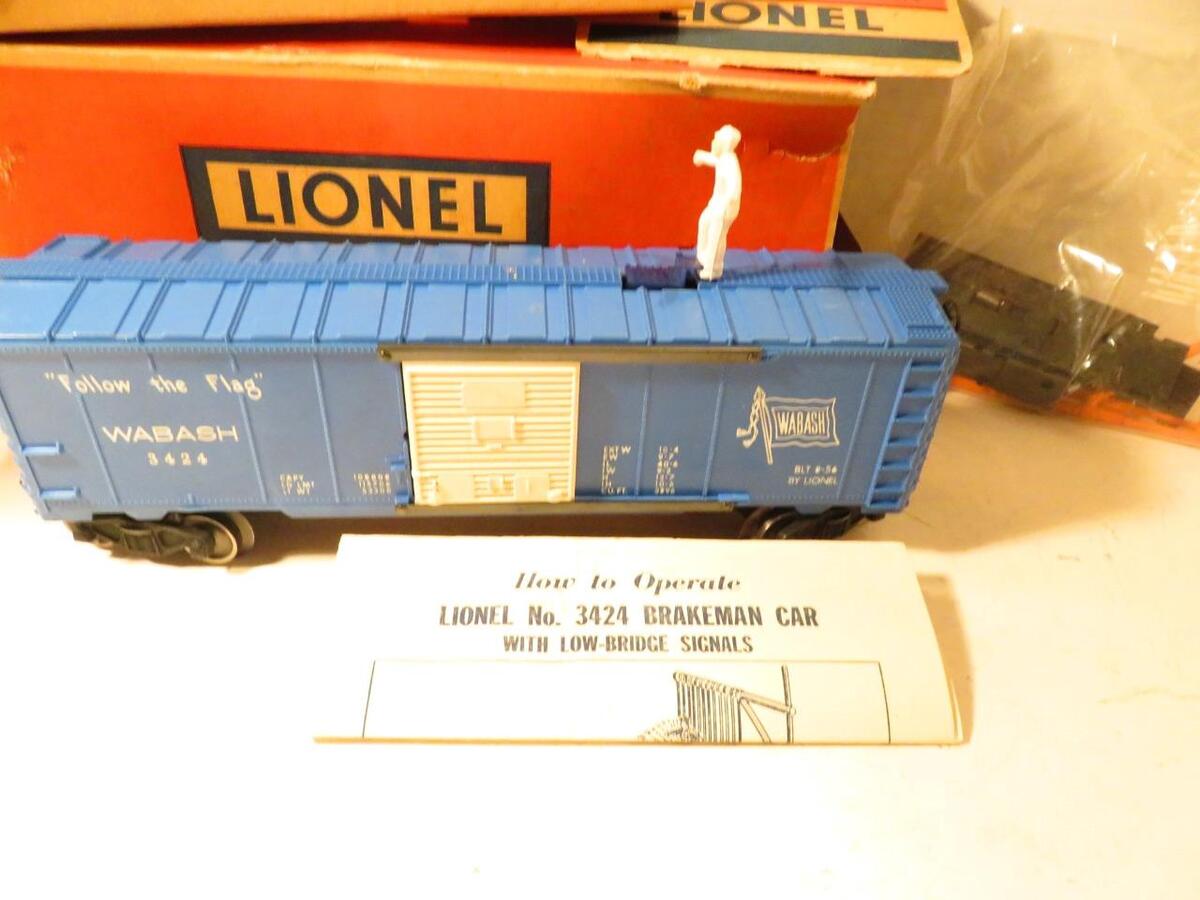 LIONEL
LIONEL
"Follow the Flag"
WABASH
3424
WABASH
BLT 8-56
BY LIONEL
How to Operate
LIONEL No. 3424 BRAKEMAN CAR
WITH LOW-BRIDGE SIGNALS